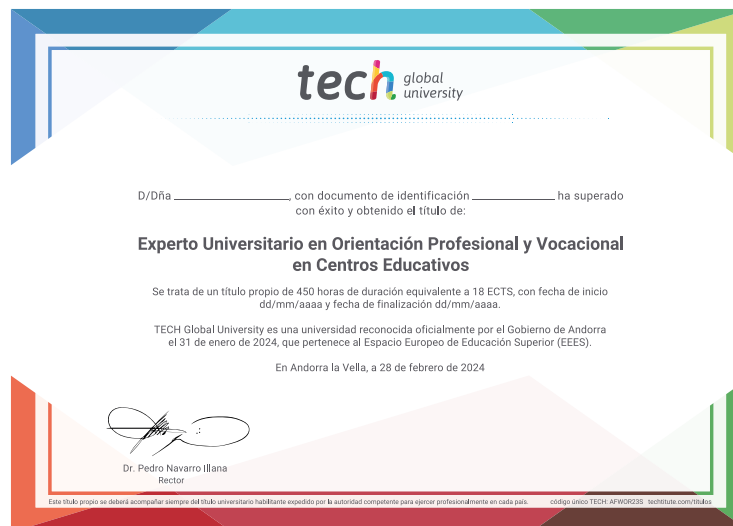 tech global
university
D/Dña ______________, con documento de identificación ______________ ha superado
con éxito y obtenido el título de:
Experto Universitario en Orientación Profesional y Vocacional
en Centros Educativos
Se trata de un título propio de 450 horas de duración equivalente a 18 ECTS, con fecha de inicio
dd/mm/aaaa y fecha de finalización dd/mm/aaaa.
TECH Global University es una universidad reconocida oficialmente por el Gobierno de Andorra
el 31 de enero de 2024, que pertenece al Espacio Europeo de Educación Superior (EEES).
En Andorra la Vella, a 28 de febrero de 2024
Dr. Pedro Navarro Illana
Rector
Este título propio se deberá acompañar siempre del título universitario habilitante expedido por la autoridad competente para ejercer profesionalmente en cada país. código único TECH: AFWOR23S techtitute.com/titulos